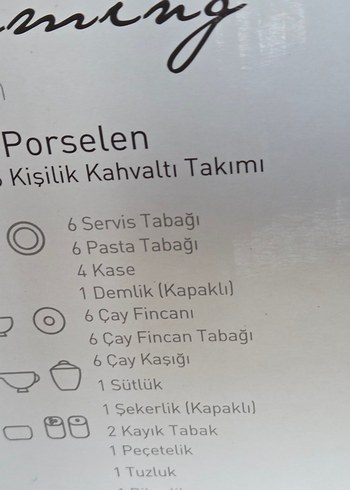 Porselen
Kişilik Kahvaltı Takımı
6 Servis Tabağı
6 Pasta Tabağı
4 Kase
1 Demlik (Kapaklı)
6 Çay Fincanı
6 Çay Fincan Tabağı
6 Çay Kaşığı
1 Sütlük
1 Şekerlik (Kapaklı)
2 Kayık Tabak
1 Peçetelik
1 Tuzluk